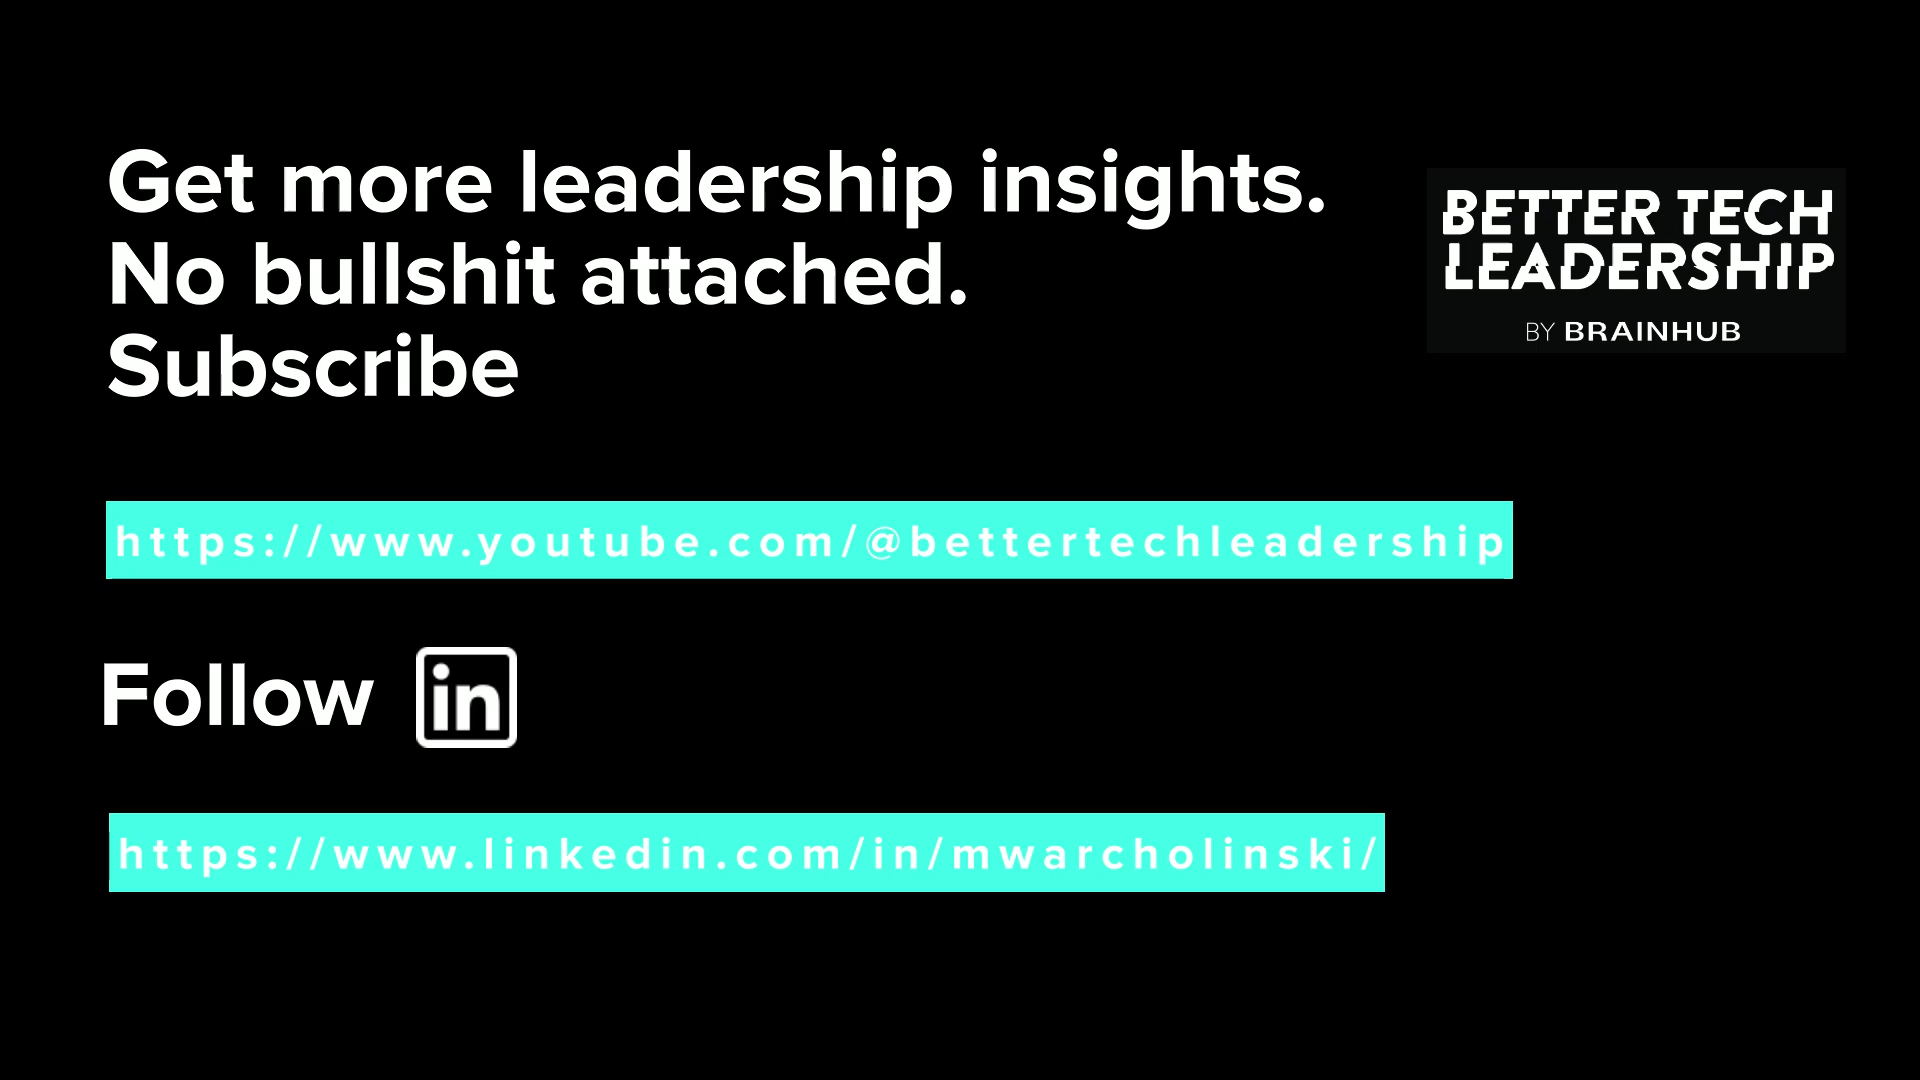 Get more leadership insights.
No bullshit attached.
Subscribe
BETTER TECH
LEADERSHIP
BY BRAINHUB
https://www.youtube.com/@bettertechleadership
Follow in
https://www.linkedin.com/in/mwarcholinski/